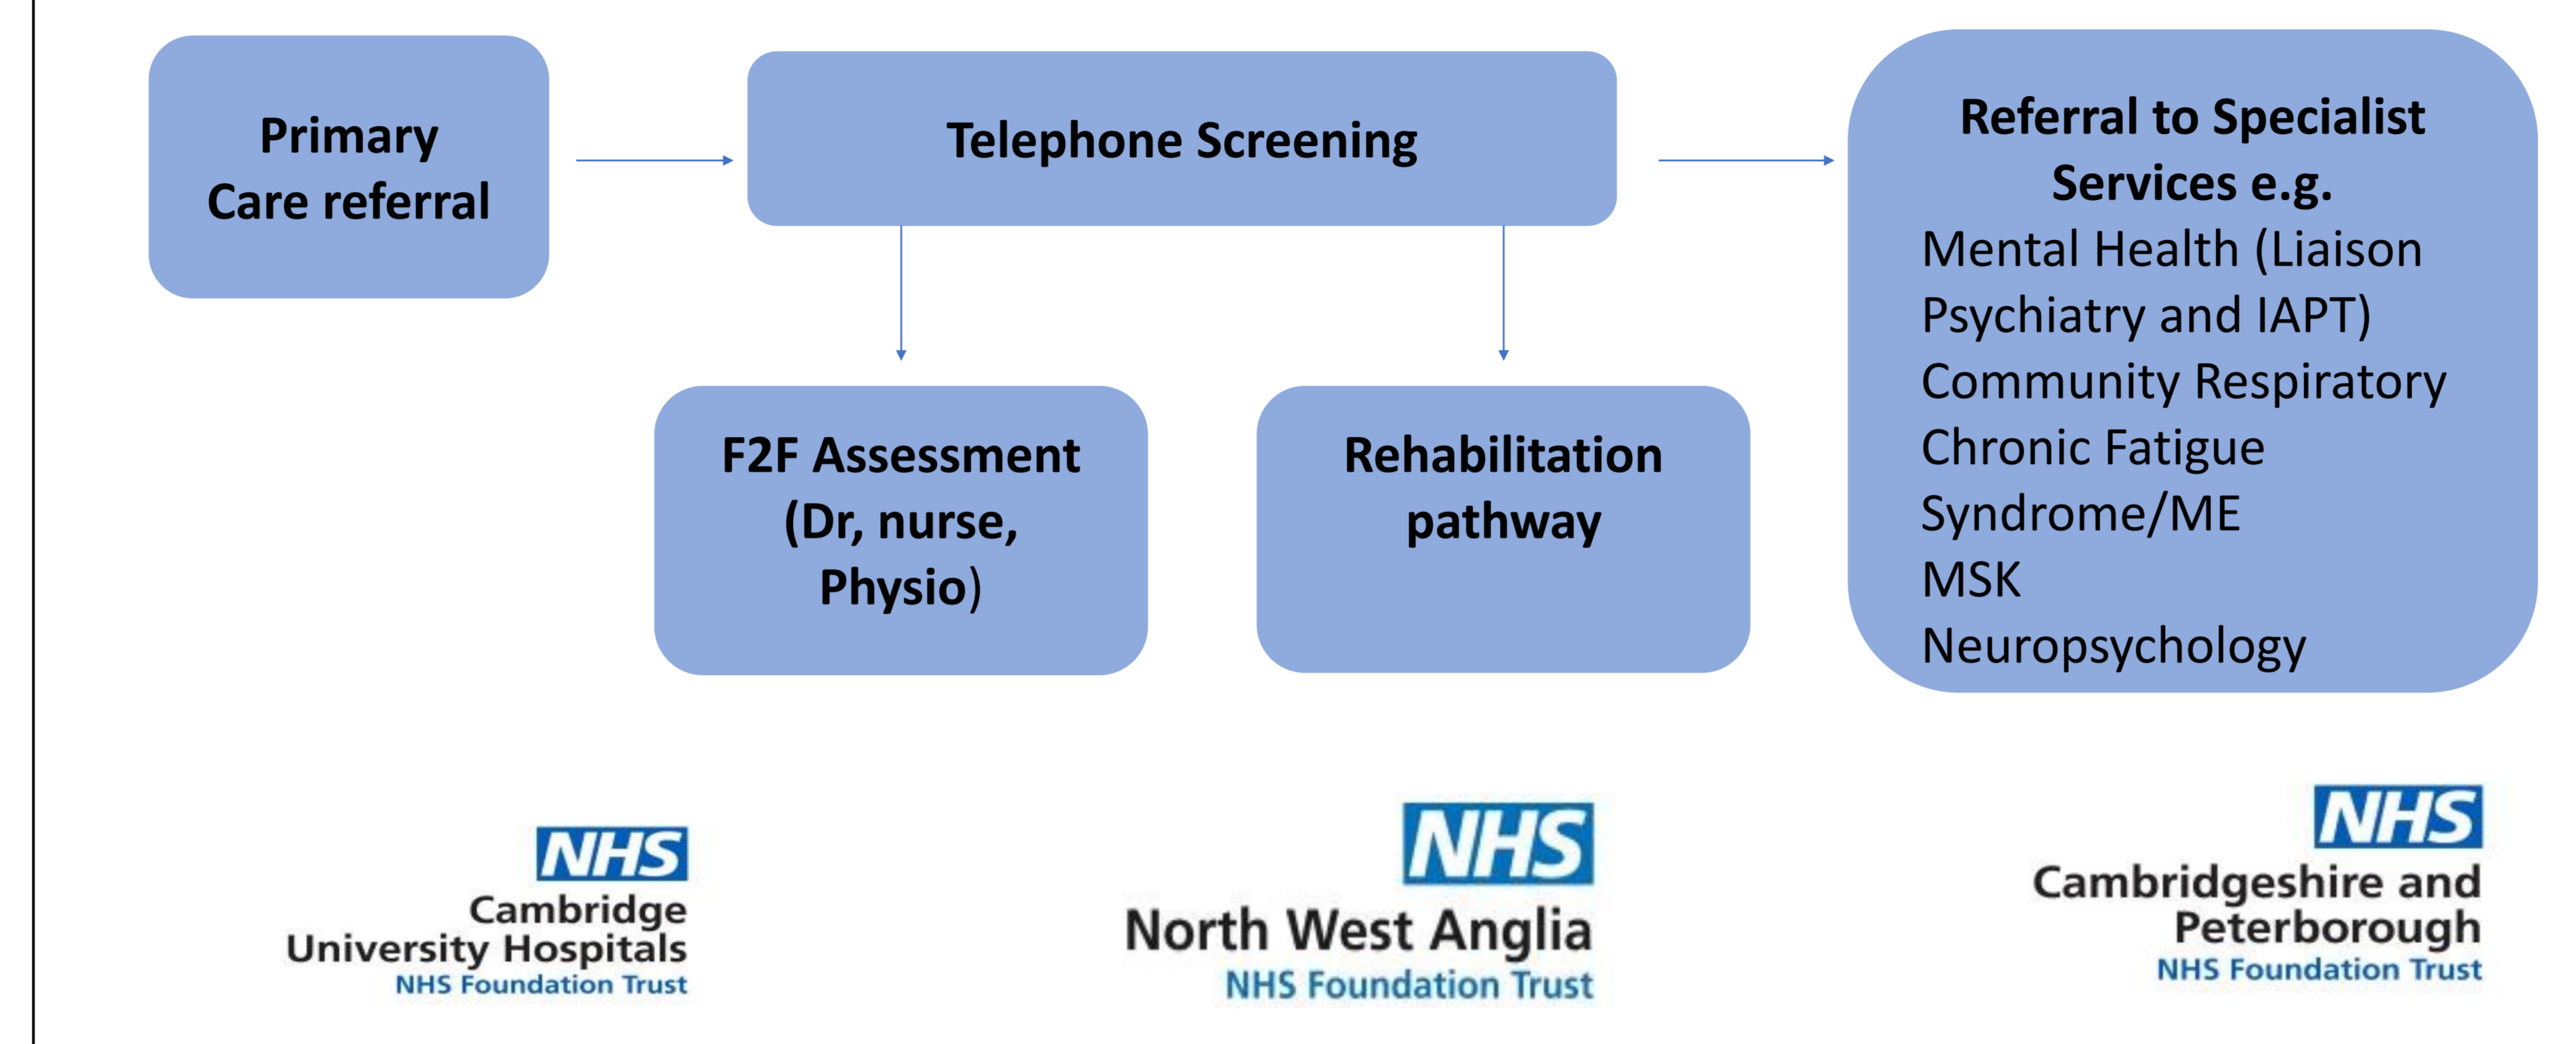 Primary
Care referral
Telephone Screening
Referral to Specialist
Services e.g.
Mental Health (Liaison
Psychiatry and IAPT)
Community Respiratory
Chronic Fatigue
Syndrome/ME
MSK
Neuropsychology
F2F Assessment
(Dr, nurse,
Physio)
Rehabilitation
pathway
NHS
Cambridge
University Hospitals
NHS Foundation Trust
NHS
North West Anglia
NHS Foundation Trust
NHS
Cambridgeshire and
Peterborough
NHS Foundation Trust